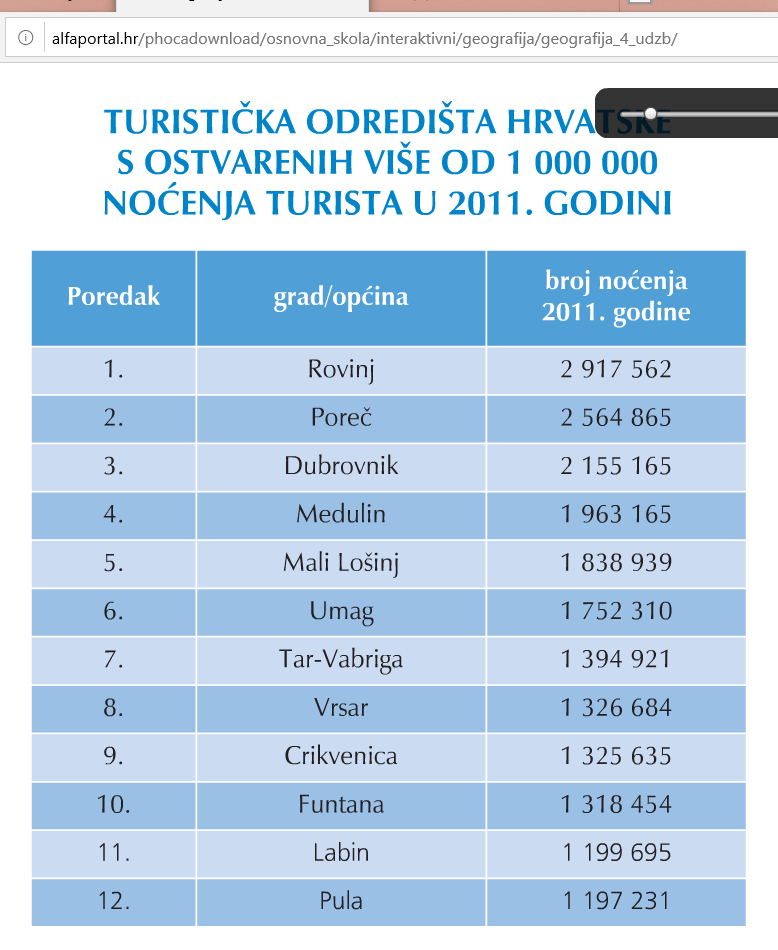 alfaportal.hr/phocadownload/osnovna_skola/interaktivni/geografija/geografija_4_udzb/
TURISTIČKA ODREDIŠTA HRVATSKE
S OSTVARENIH VIŠE OD 1 000 000
NOĆENJA TURISTA U 2011. GODINI
Poredak grad/općina broj noćenja
2011. godine
1. Rovinj 2 917 562
2. Poreč 2 564 865
3. Dubrovnik 2 155 165
4. Medulin 1 963 165
5. Mali Lošinj 1 838 939
6. Umag 1 752 310
7. Tar-Vabriga 1 394 921
8. Vrsar 1 326 684
9. Crikvenica 1 325 635
10. Funtana 1 318 454
11. Labin 1 199 695
12. Pula 1 197 231